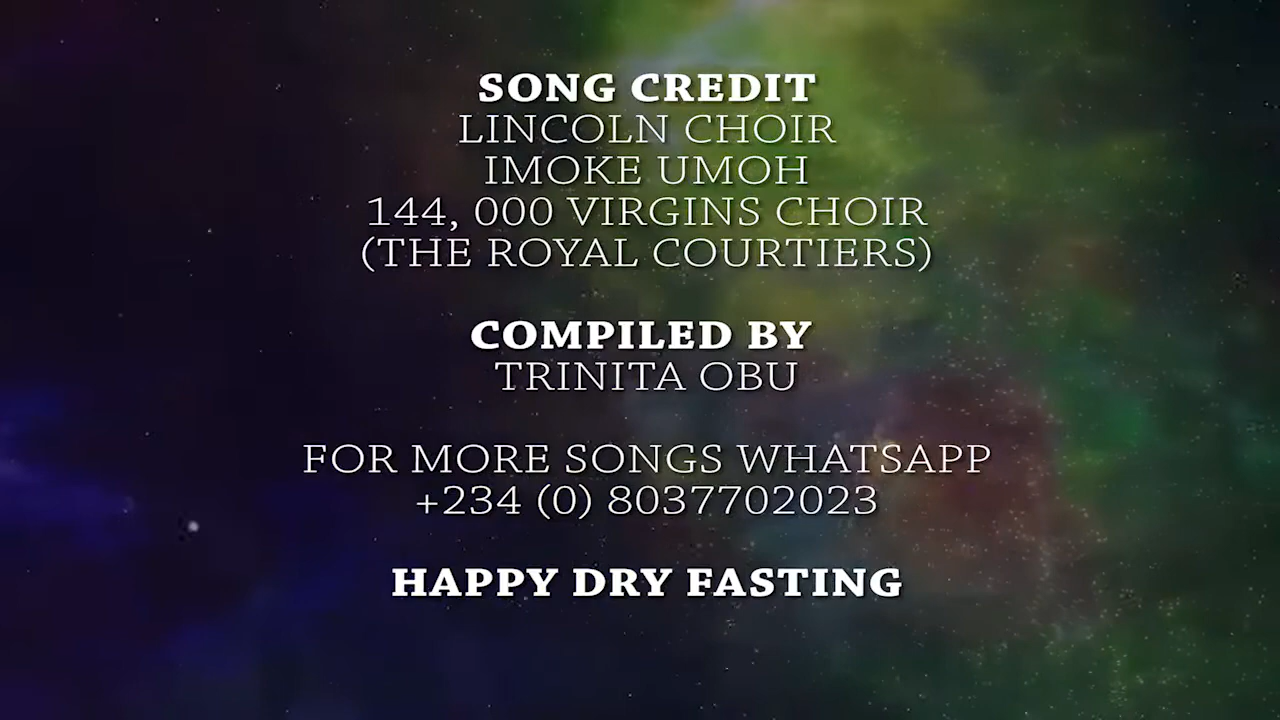 SONG CREDIT
LINCOLN CHOIR
IMOKE UMOH
144, 000 VIRGINS CHOIR
(THE ROYAL COURTIERS)
COMPILED BY
TRINITA OBU
FOR MORE SONGS WHATSAPP
+234 (0) 8037702023
HAPPY DRY FASTING